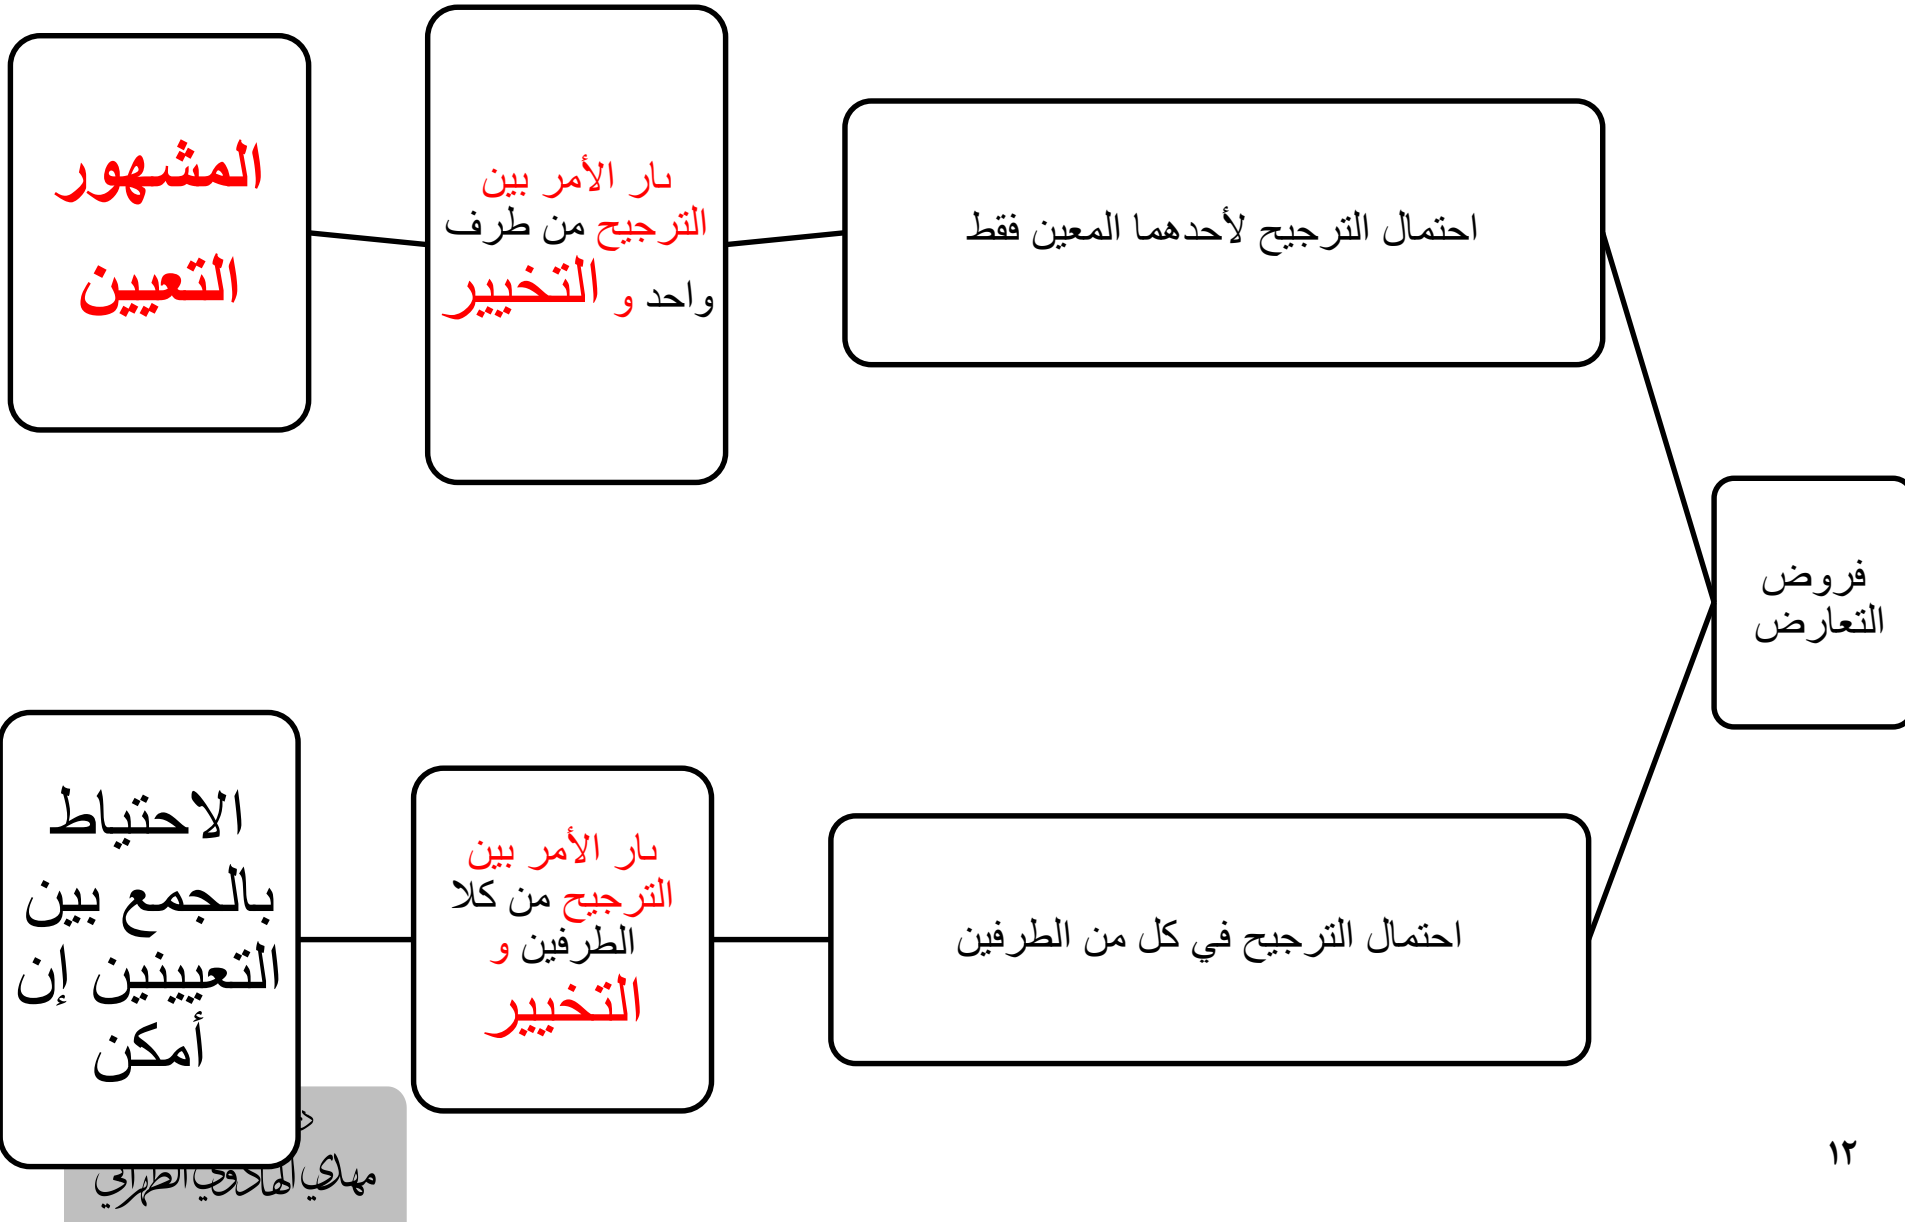 فروض
التعارض
احتمال الترجيح لأحدهما المعين فقط
دار الأمر بين
الترجيح من طرف
واحد و التخيير
المشهور
التعيين
احتمال الترجيح في كل من الطرفين
دار الأمر بين
الترجيح من كلا
الطرفين و
التخيير
الاحتياط
بالجمع بين
التعيينين إن
أمكن
مهدي الهادوي الطهراني
١٢